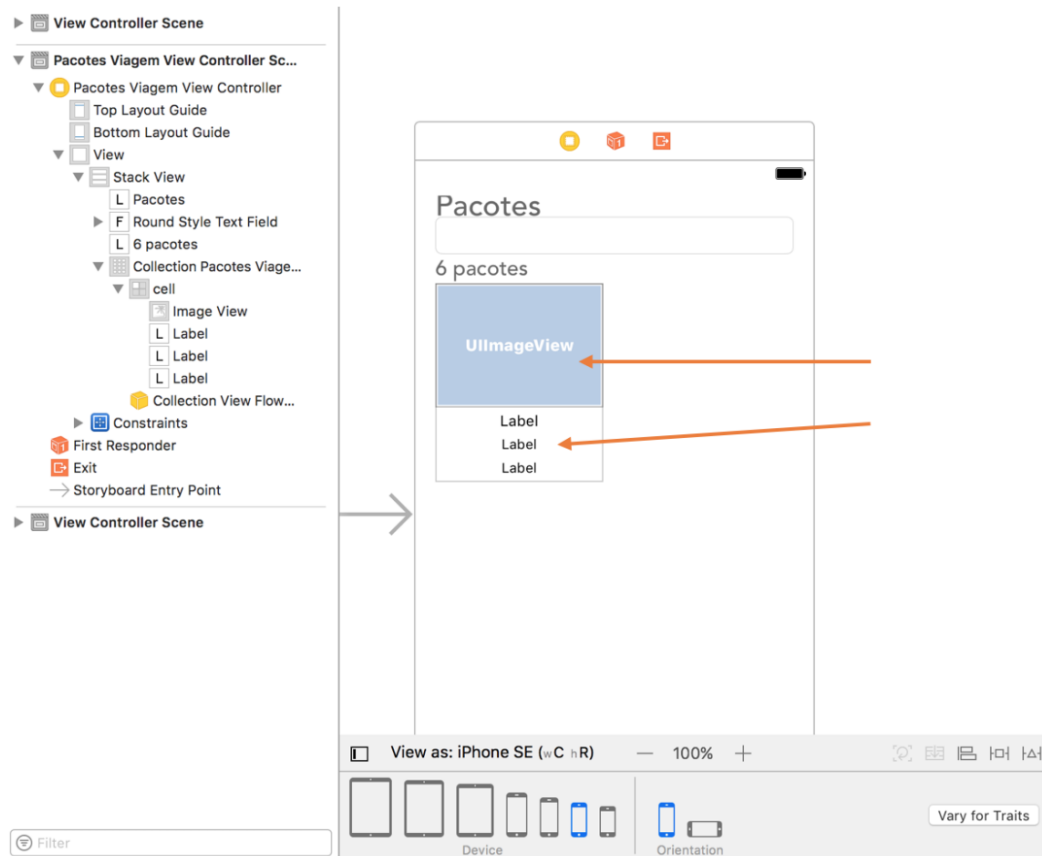 View Controller Scene
Pacotes Viagem View Controller Sc...
Pacotes Viagem View Controller
Top Layout Guide
Bottom Layout Guide
View
Stack View
L Pacotes
F Round Style Text Field
L 6 pacotes
Collection Pacotes Viage...
cell
Image View
L Label
L Label
L Label
Collection View Flow...
Constraints
First Responder
Exit
Storyboard Entry Point
View Controller Scene
Filter
Pacotes
6 pacotes
UIImageView
Label
Label
Label
View as: iPhone SE (wC hR)
— 100% +
Device
Orientation
Vary for Traits